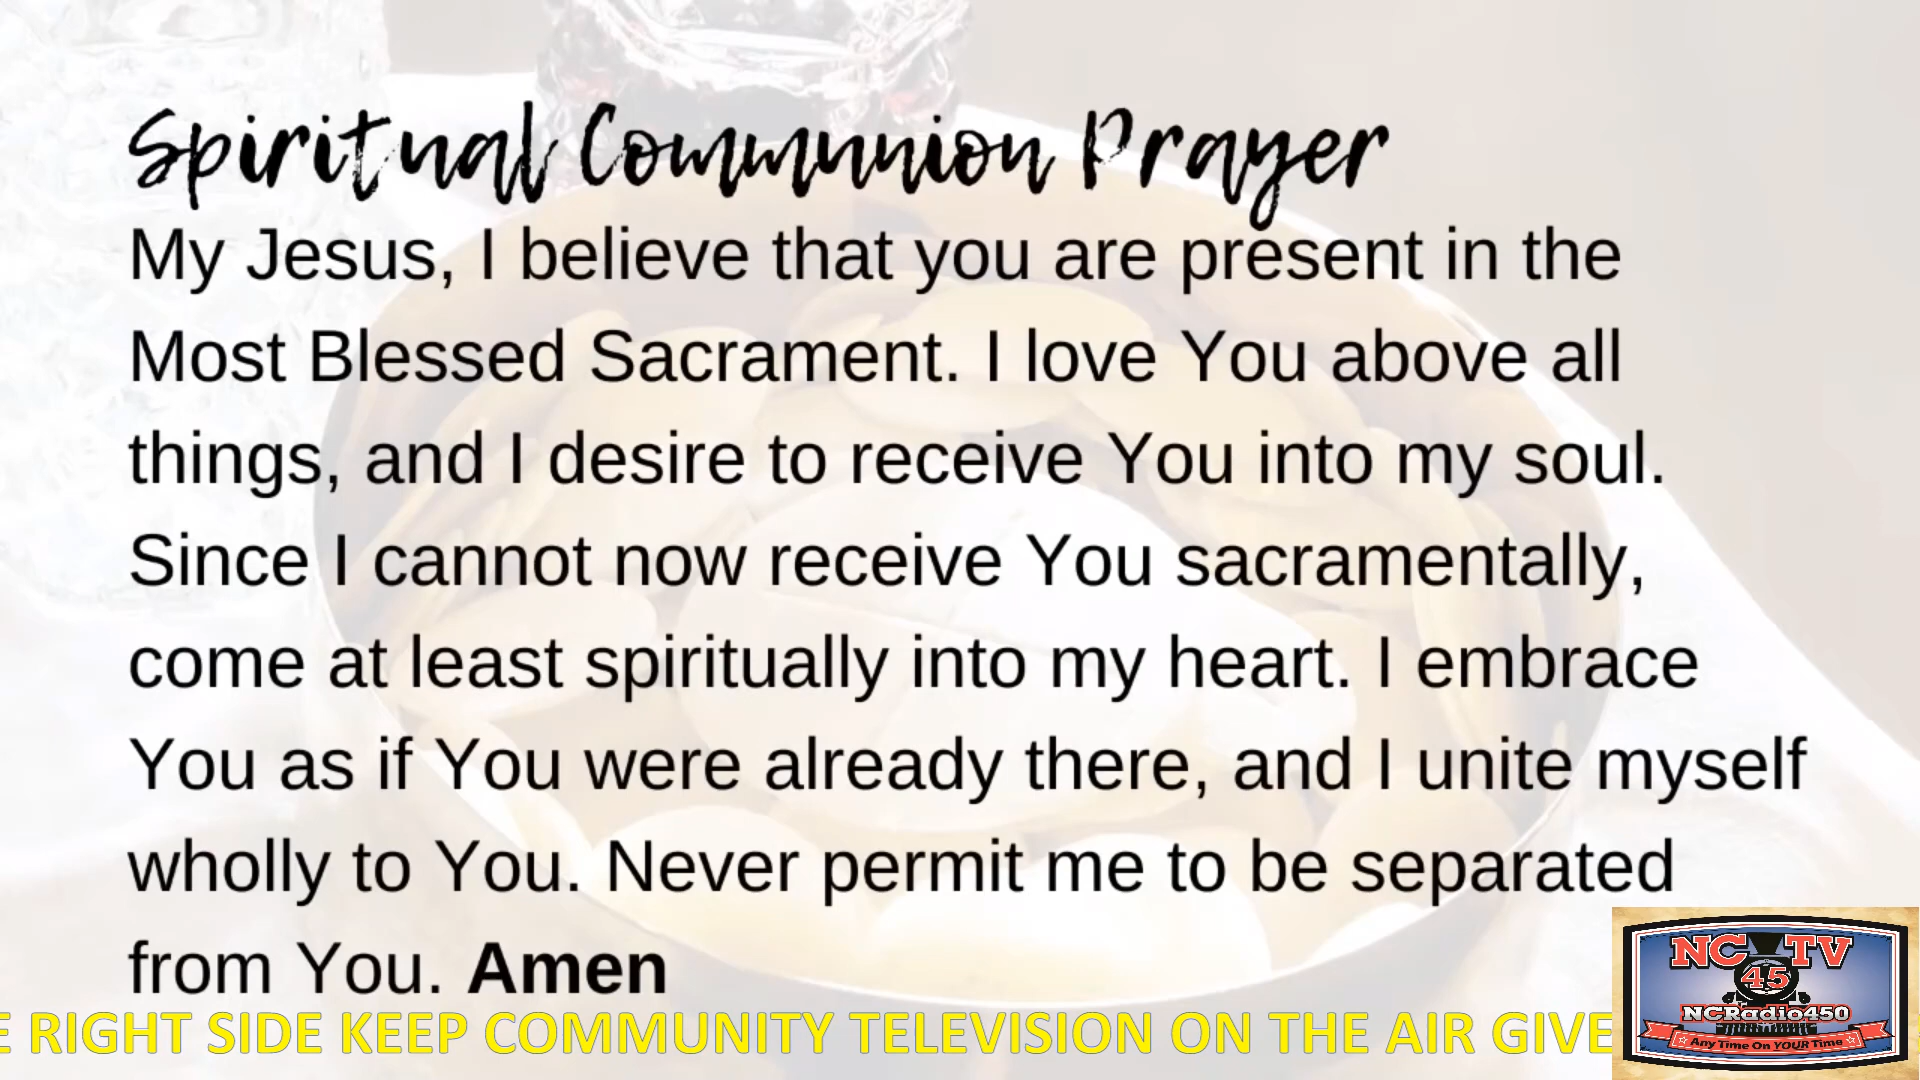 Spiritual Communion Prayer
My Jesus, I believe that you are present in the
Most Blessed Sacrament. I love You above all
things, and I desire to receive You into my soul.
Since I cannot now receive You sacramentally,
come at least spiritually into my heart. I embrace
You as if You were already there, and I unite myself
wholly to You. Never permit me to be separated
from You. Amen
E RIGHT SIDE KEEP COMMUNITY TELEVISION ON THE AIR GIVE
NC TV
45
NCRadio450
Any Time On YOUR Time